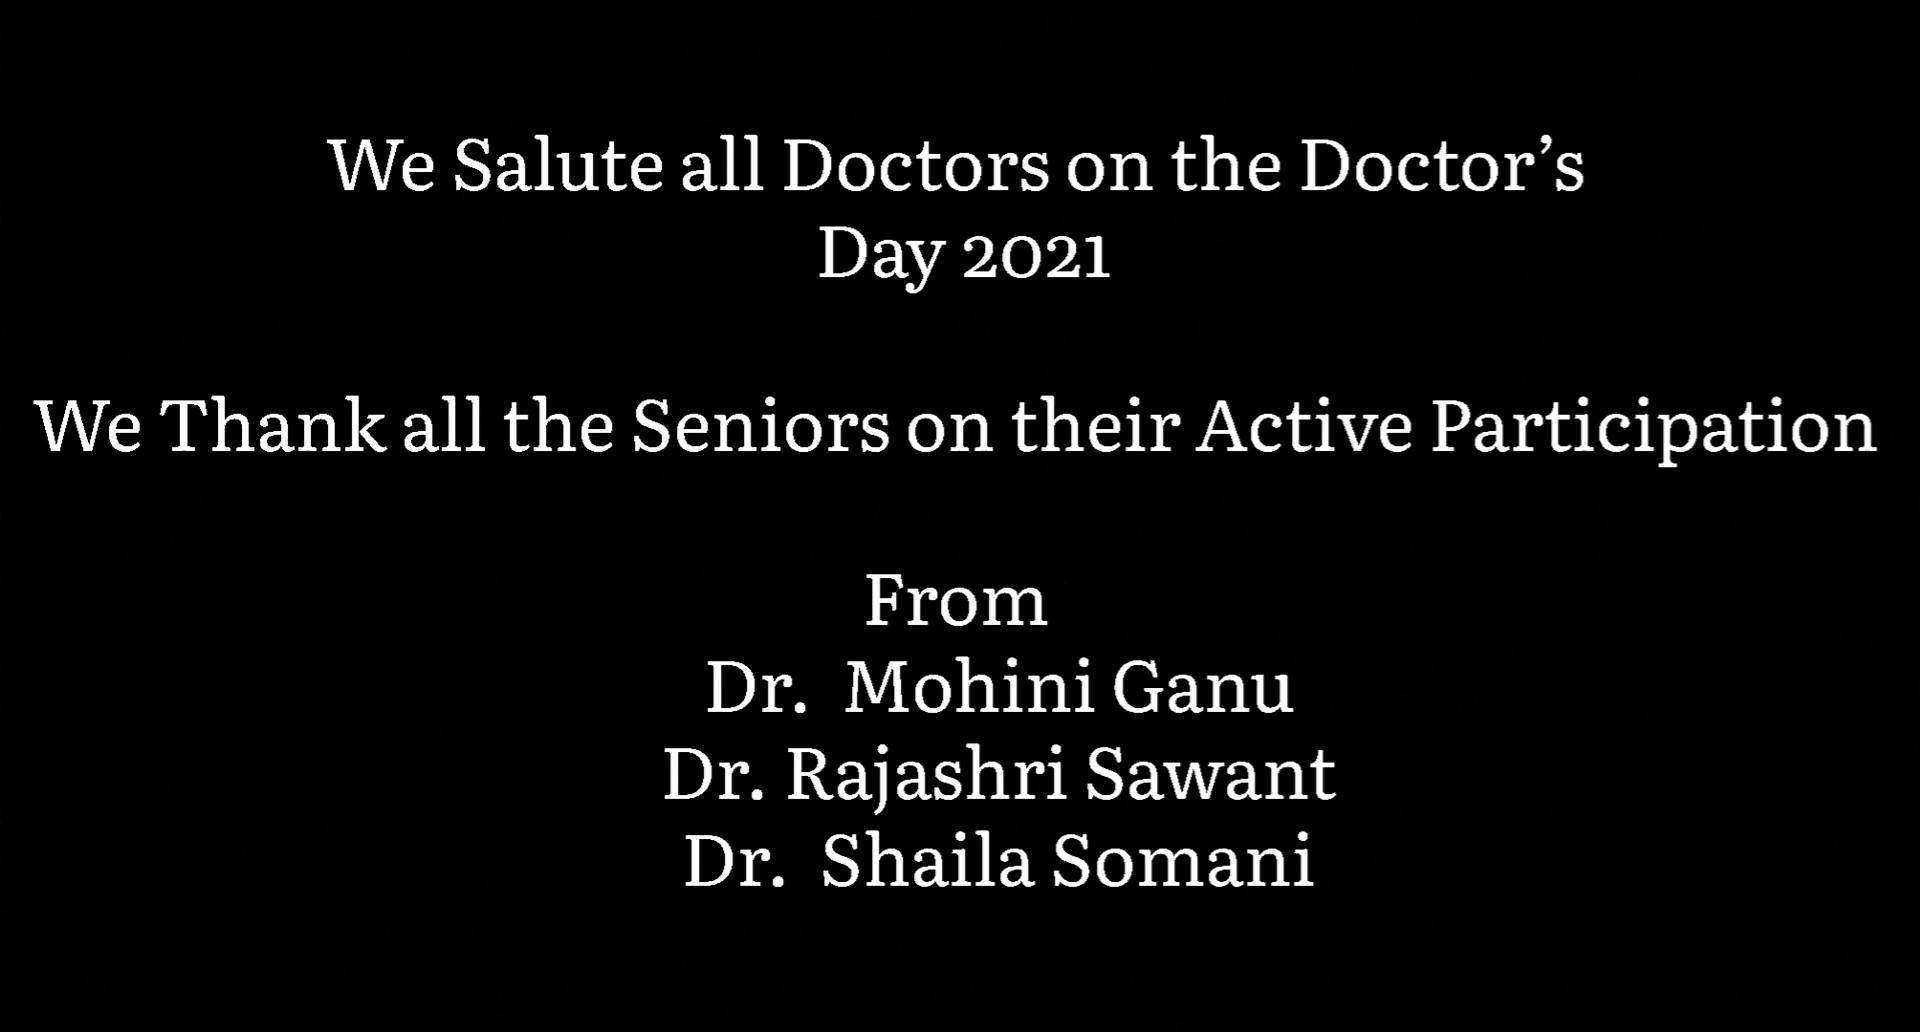 We Salute all Doctors on the Doctor’s
Day 2021
We Thank all the Seniors on their Active Participation
From
Dr.  Mohini Ganu
Dr. Rajashri Sawant
Dr.  Shaila Somani